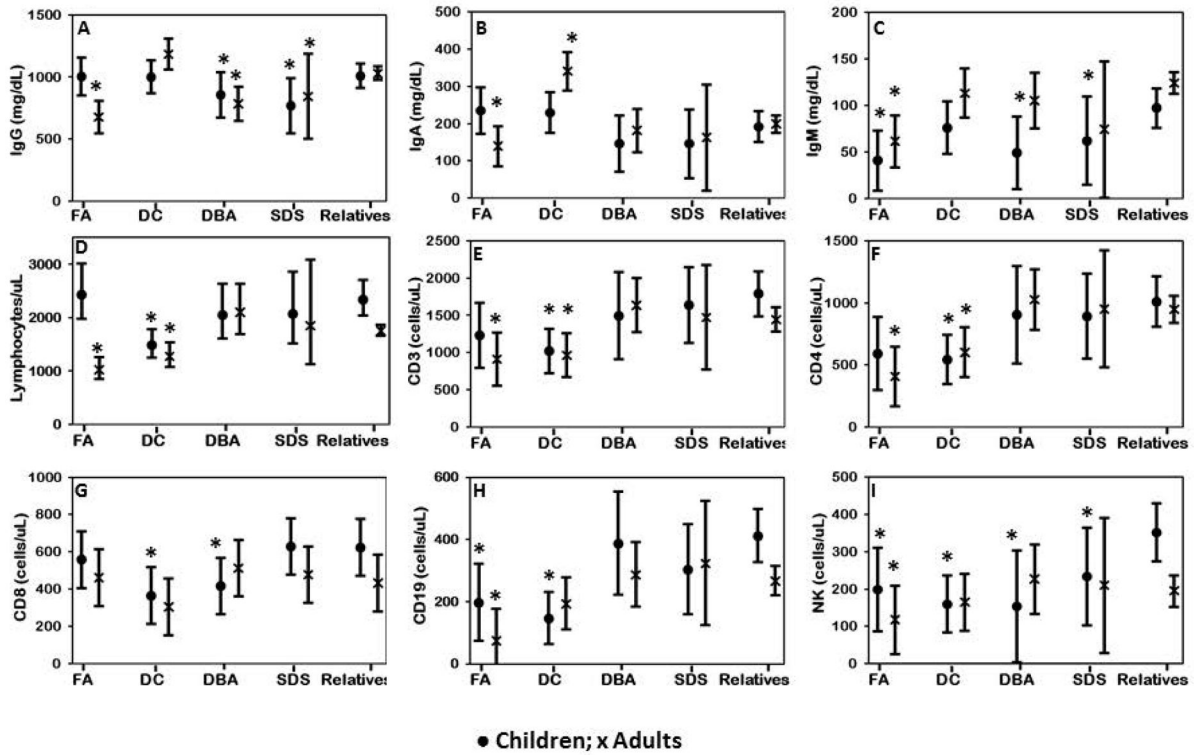 A
IgG (mg/dL)
1500
1000
500
0
* * * * *
FA DC DBA SDS Relatives
B
IgA (mg/dL)
500
400
300
200
100
0
* *
FA DC DBA SDS Relatives
C
IgM (mg/dL)
200
150
100
50
0
* * * *
FA DC DBA SDS Relatives
D
Lymphocytes/uL
3000
2000
1000
0
* * *
FA DC DBA SDS Relatives
E
CD3 (cells/uL)
2500
2000
1500
1000
500
0
* * *
FA DC DBA SDS Relatives
F
CD4 (cells/uL)
1500
1000
500
0
* * *
FA DC DBA SDS Relatives
G
CD8 (cells/uL)
1000
800
600
400
200
0
* *
FA DC DBA SDS Relatives
H
CD19 (cells/uL)
600
400
200
0
* * *
FA DC DBA SDS Relatives
I
NK (cells/uL)
500
400
300
200
100
0
* * * * *
FA DC DBA SDS Relatives
● Children; x Adults